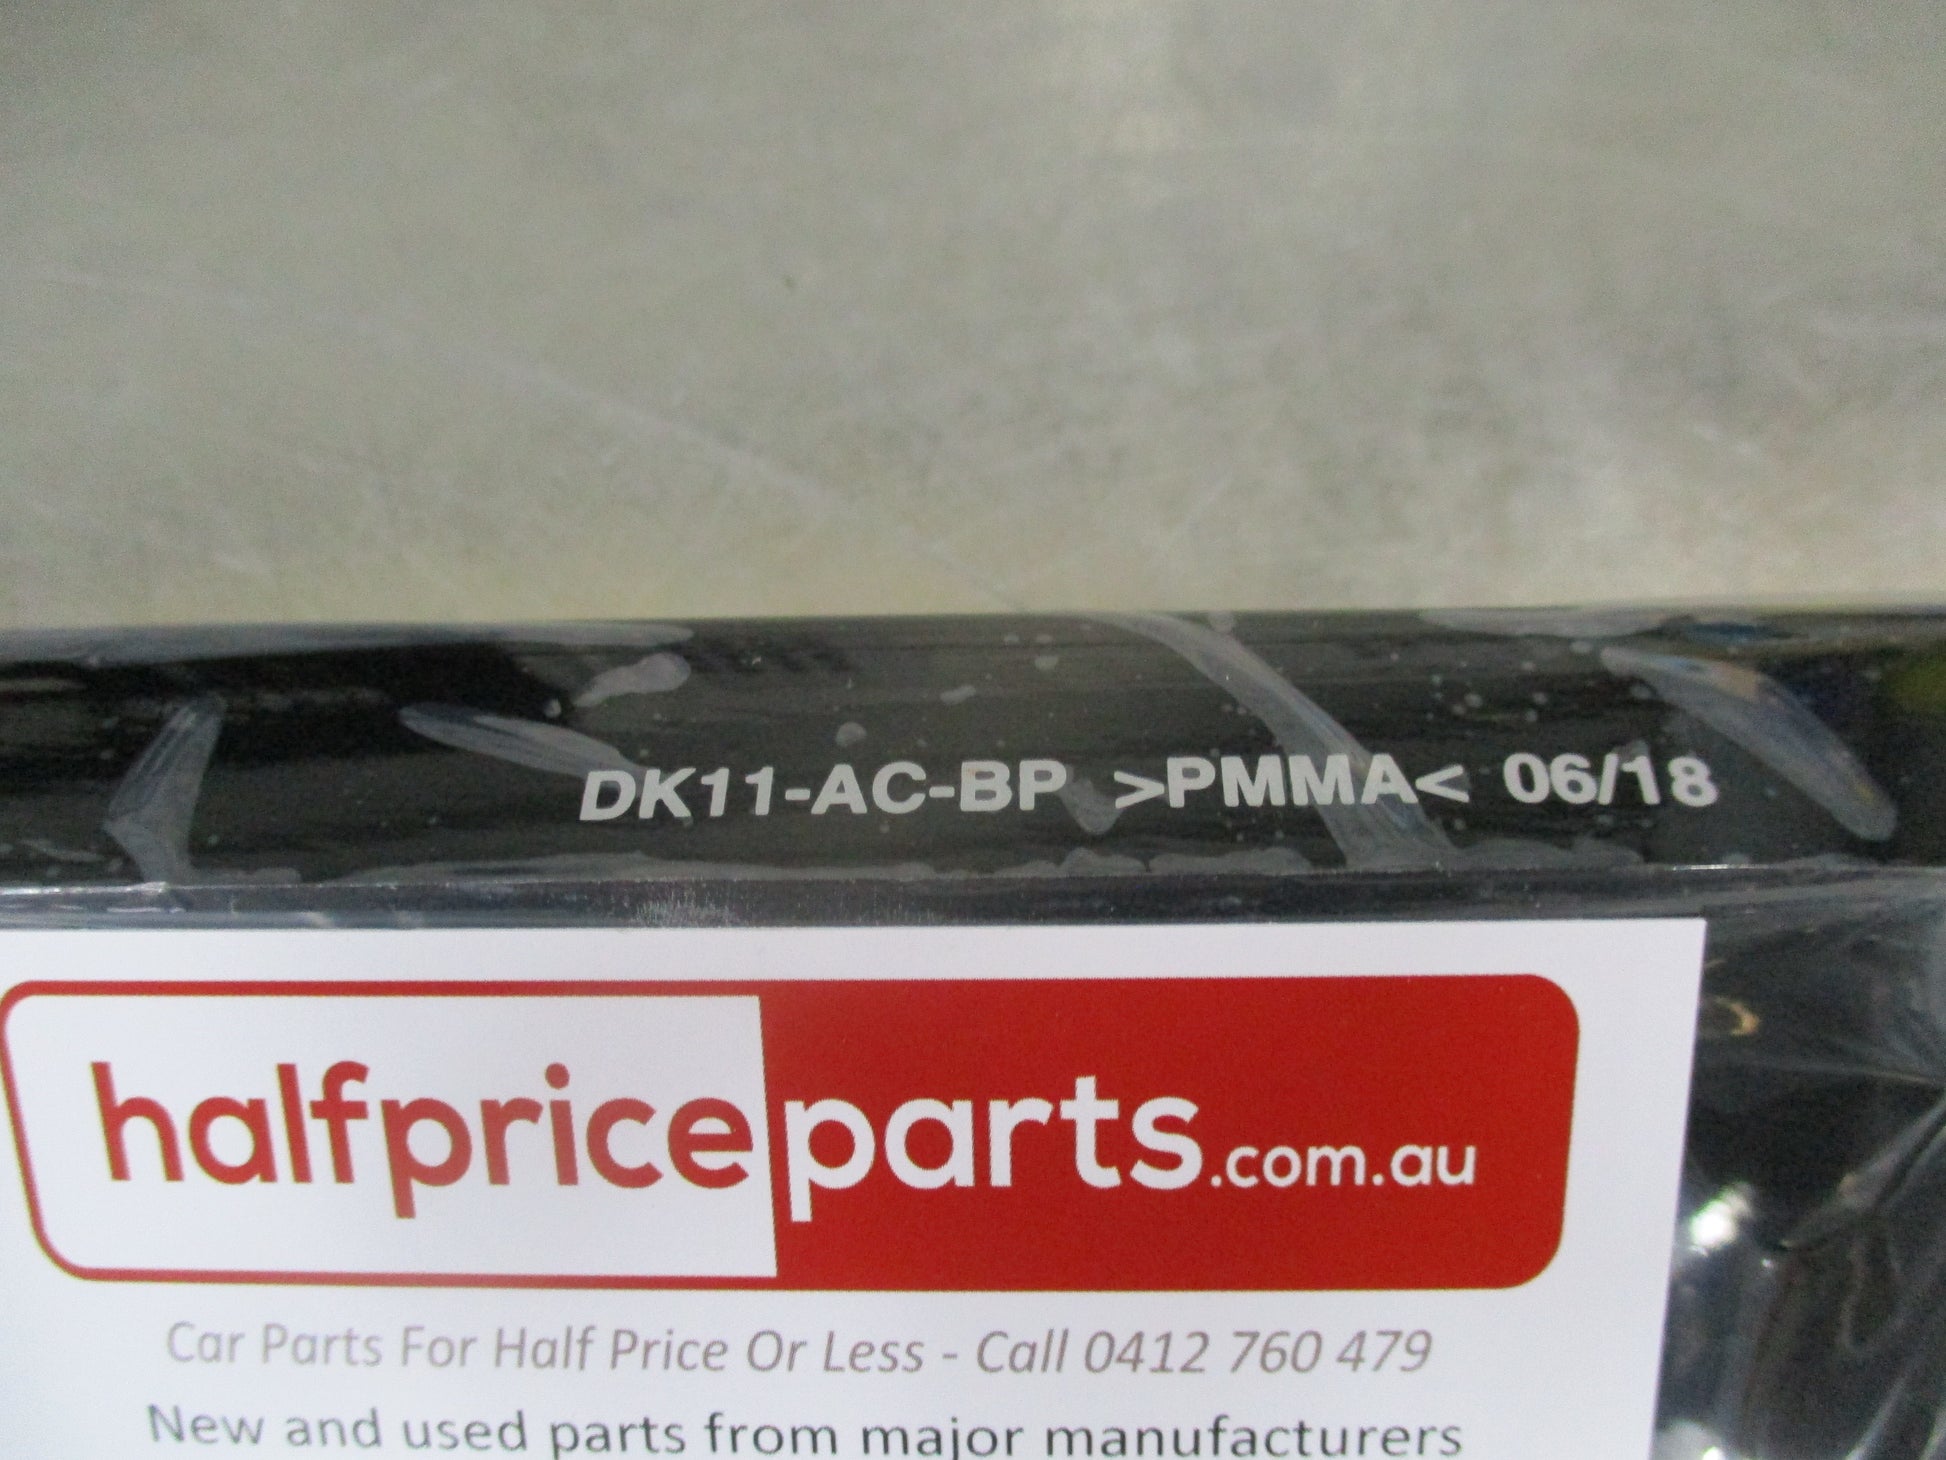 DK11-AC-BP >PMMA< 06/18
halfpriceparts.com.au
Car Parts For Half Price Or Less - Call 0412 760 479
New and used parts from major manufacturers